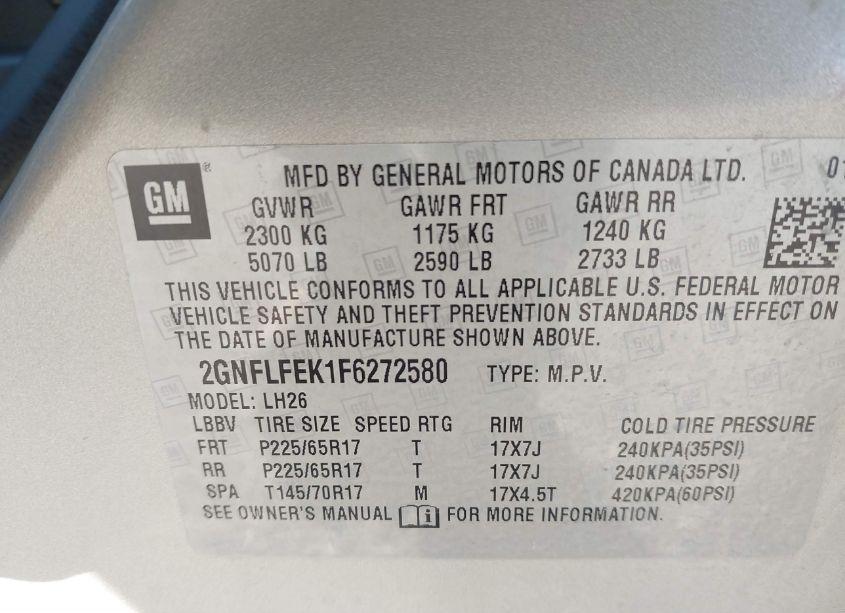 GM ® MFD BY GENERAL MOTORS OF CANADA LTD. 01
GVWR GAWR FRT GAWR RR
2300 KG 1175 KG 1240 KG
5070 LB 2590 LB 2733 LB
THIS VEHICLE CONFORMS TO ALL APPLICABLE U.S. FEDERAL MOTOR
VEHICLE SAFETY AND THEFT PREVENTION STANDARDS IN EFFECT ON
THE DATE OF MANUFACTURE SHOWN ABOVE.
2GNFLFEK1F6272580 TYPE: M.P.V.
MODEL: LH26
LBBV TIRE SIZE SPEED RTG RIM COLD TIRE PRESSURE
FRT P225/65R17 T 17X7J 240KPA(35PSI)
RR P225/65R17 T 17X7J 240KPA(35PSI)
SPA T145/70R17 M 17X4.5T 420KPA(60PSI)
SEE OWNER'S MANUAL i FOR MORE INFORMATION.